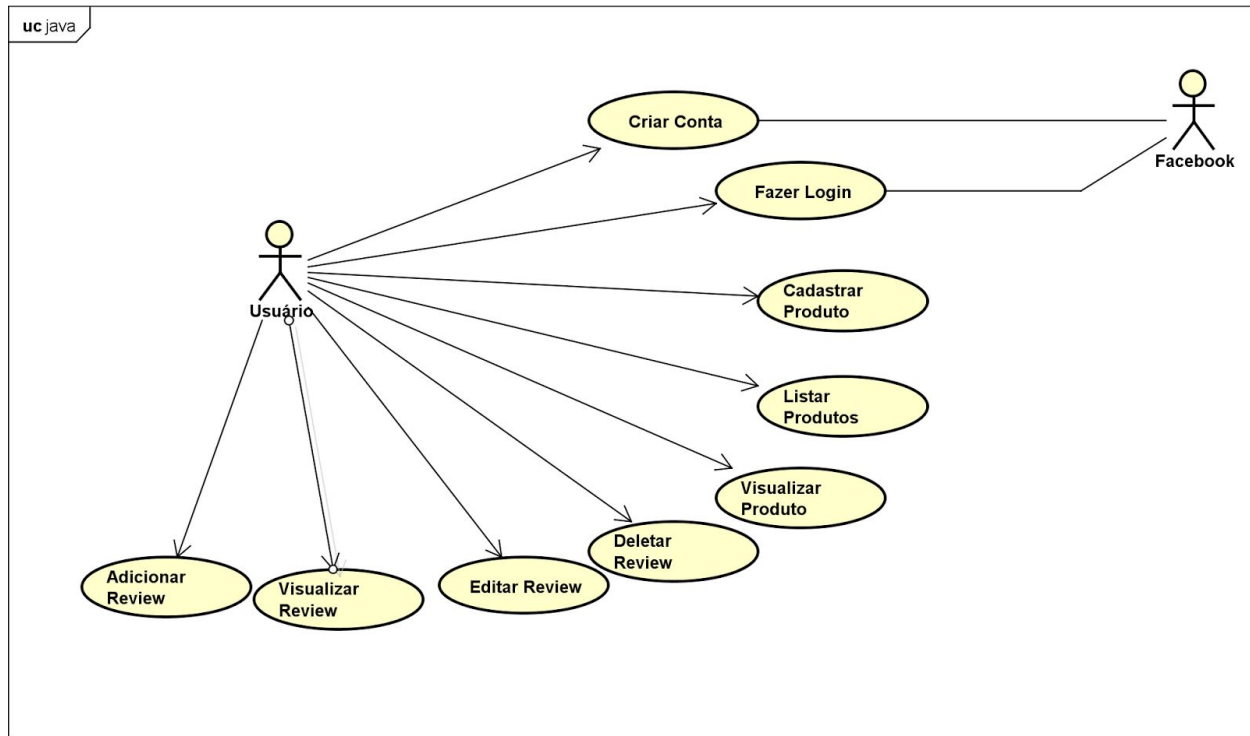 uc java
Criar Conta
Facebook
Fazer Login
Usuário
Cadastrar
Produto
Listar
Produtos
Visualizar
Produto
Deletar
Review
Editar Review
Adicionar
Review
Visualizar
Review